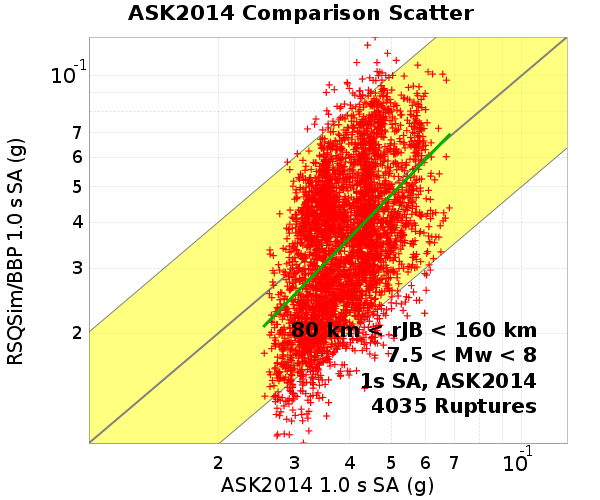 ASK2014 Comparison Scatter
RSQSim/BBP 1.0 s SA (g)
10⁻¹
7
6
5
4
3
2
80 km < rJB < 160 km
7.5 < Mw < 8
1s SA, ASK2014
4035 Ruptures
2 3 4 5 6 7 10⁻¹
ASK2014 1.0 s SA (g)